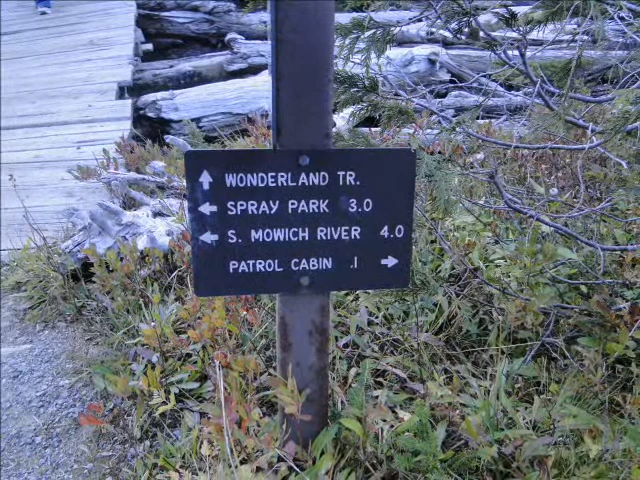 WONDERLAND TR.
SPRAY PARK 3.0
S. MOWICH RIVER 4.0
PATROL CABIN .1